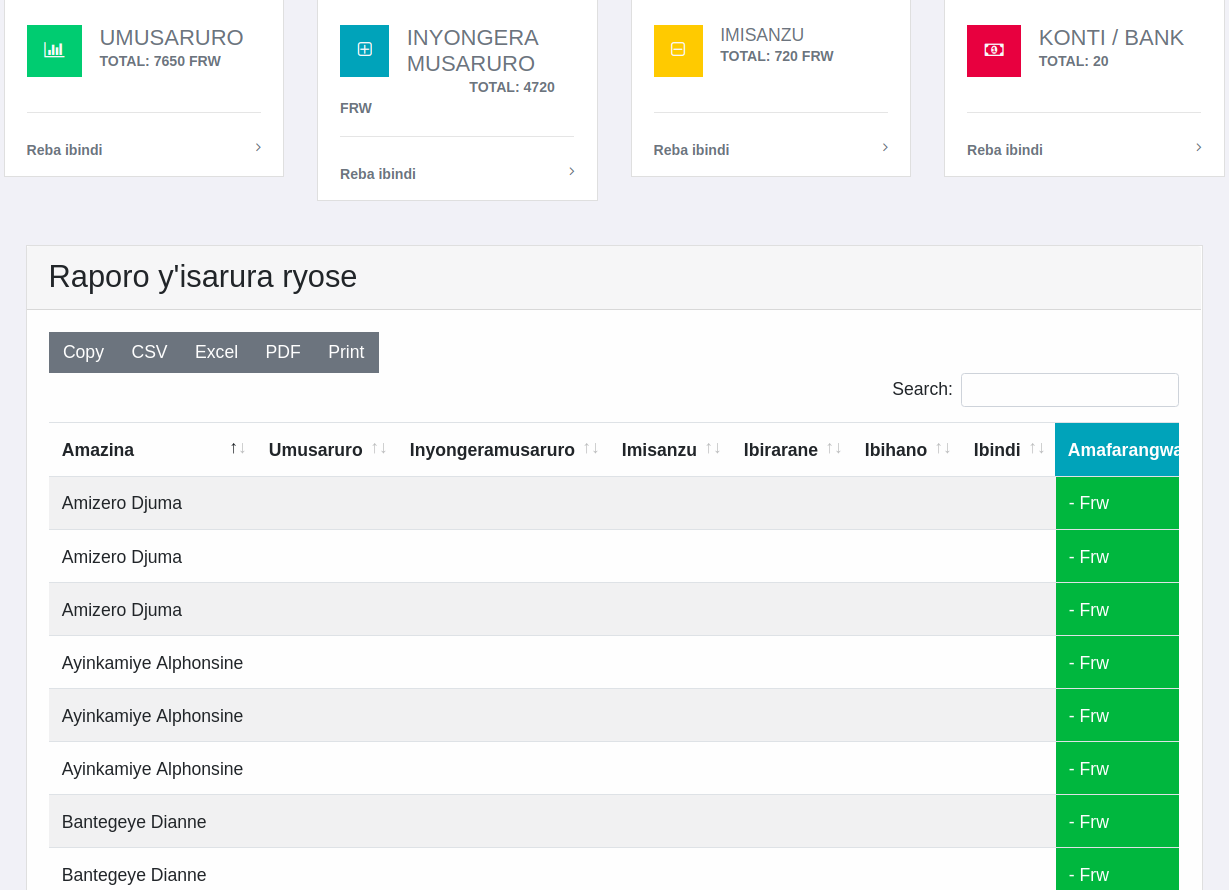 UMUSARURO
TOTAL: 7650 FRW
Reba ibindi
INYONGERA
MUSARURO
TOTAL: 4720
FRW
Reba ibindi
IMISANZU
TOTAL: 720 FRW
Reba ibindi
KONTI / BANK
TOTAL: 20
Reba ibindi
Raporo y'isarura ryose
Copy CSV Excel PDF Print
Search:
Amazina Umusaruro Inyongeramusaruro Imisanzu Ibirarane Ibihano Ibindi Amafarangwa
Amizero Djuma - Frw
Amizero Djuma - Frw
Amizero Djuma - Frw
Ayinkamiye Alphonsine - Frw
Ayinkamiye Alphonsine - Frw
Ayinkamiye Alphonsine - Frw
Bantegeye Dianne - Frw
Bantegeye Dianne - Frw